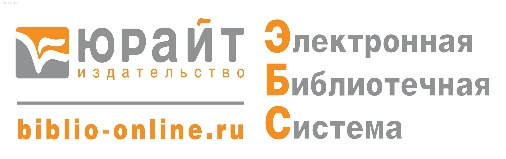 ЮРАЙТ
ИЗДАТЕЛЬСТВО
biblio-online.ru
Электронная
Библиотечная
Система